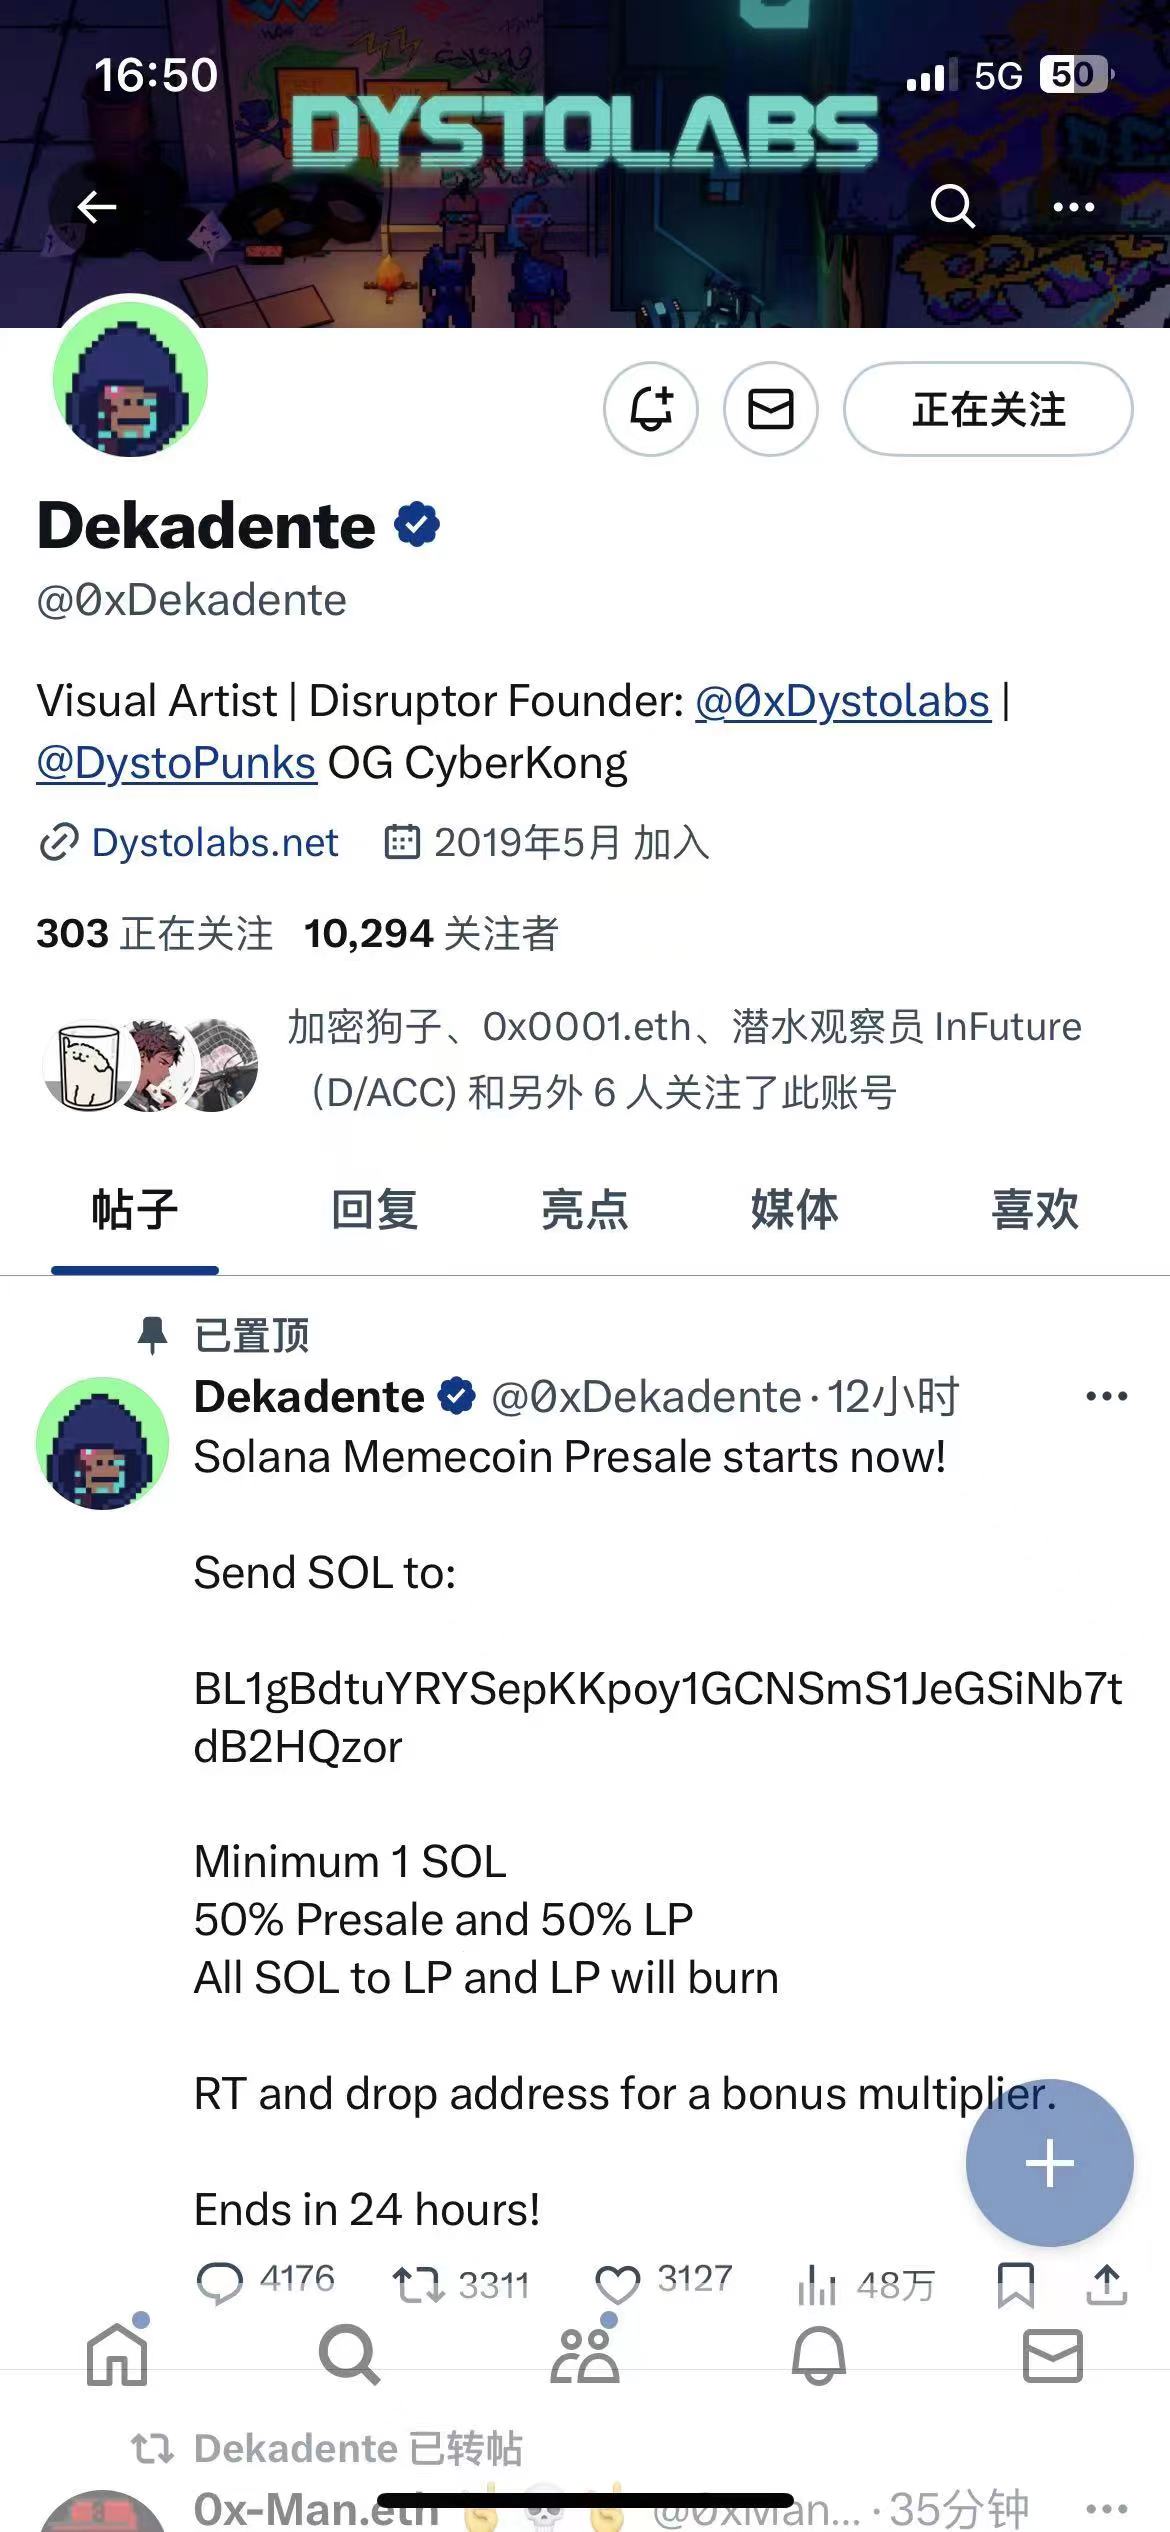 16:50
5G 50
DYSTOLABS
正在关注
Dekadente
@0xDekadente
Visual Artist | Disruptor Founder: @0xDystolabs |
@DystoPunks OG CyberKong
Dystolabs.net 2019年5月 加入
303 正在关注 10,294 关注者
加密狗子、0x0001.eth、潜水观察员 InFuture
(D/ACC) 和另外 6 人关注了此账号
帖子 回复 亮点 媒体 喜欢
已置顶
Dekadente @0xDekadente · 12小时
Solana Memecoin Presale starts now!
Send SOL to:
BL1gBdtuYRYSepKKpoy1GCNSmS1JeGSiNb7t
dB2HQzor
Minimum 1 SOL
50% Presale and 50% LP
All SOL to LP and LP will burn
RT and drop address for a bonus multiplier.
Ends in 24 hours!
4176 3311 3127 48万
Dekadente 已转帖
0x-Man.eth @0xMan... · 35分钟